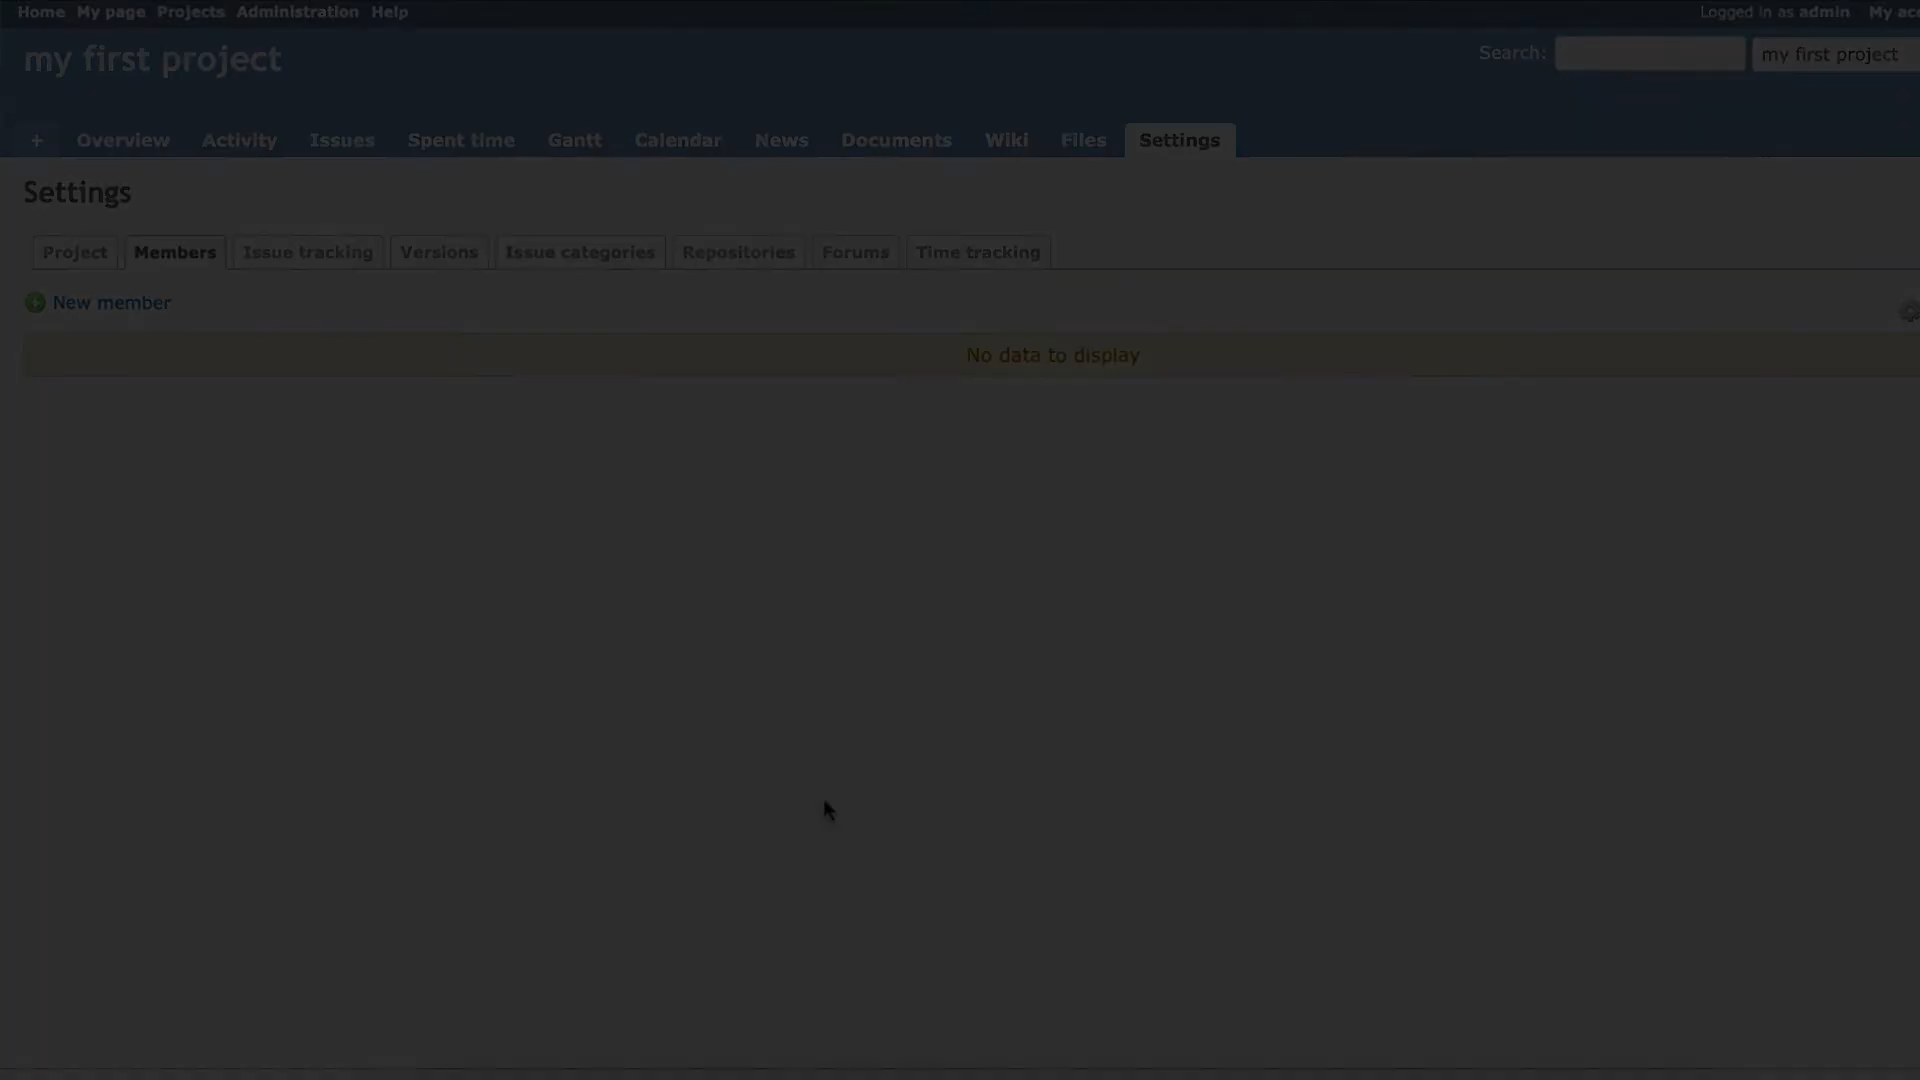 Home My page Projects Administration Help
Logged in as admin
my first project
Search:
my first project
+ Overview Activity Issues Spent time Gantt Calendar News Documents Wiki Files Settings
Settings
Project Members Issue tracking Versions Issue categories Repositories Forums Time tracking
New member
No data to display